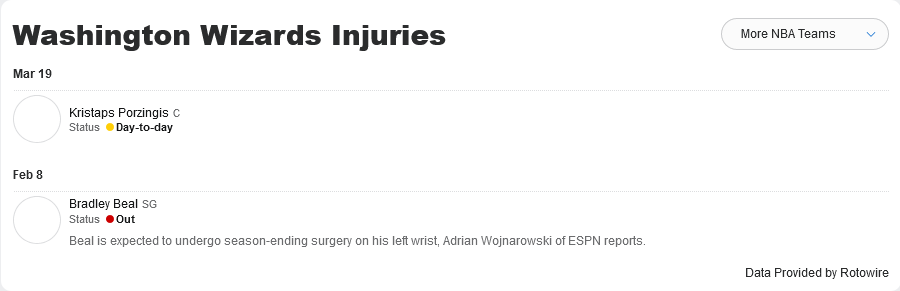 Washington Wizards Injuries
More NBA Teams
Mar 19
Kristaps Porzingis C
Status Day-to-day
Feb 8
Bradley Beal SG
Status Out
Beal is expected to undergo season-ending surgery on his left wrist, Adrian Wojnarowski of ESPN reports.
Data Provided by Rotowire